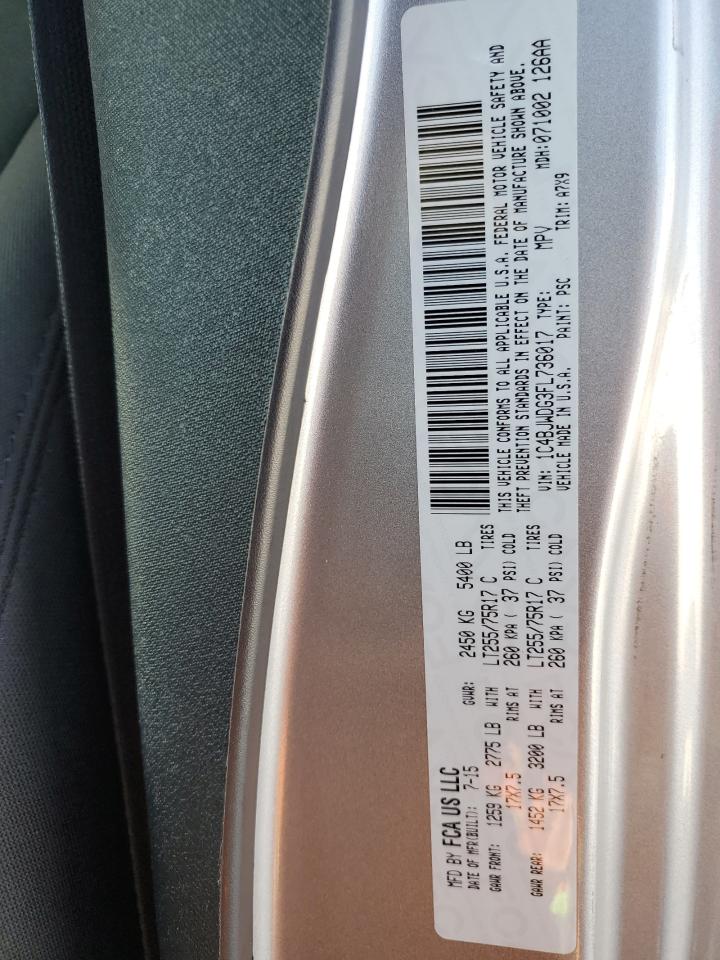 MFD BY FCA US LLC
DATE OF MFR(BUILT): 7-15 GVWR: 2450 KG 5400 LB
GAWR FRONT: 1259 KG 2775 LB WITH LT255/75R17 C TIRES
17X7.5 RIMS AT 260 KPA ( 37 PSI) COLD
GAWR REAR: 1452 KG 3200 LB WITH LT255/75R17 C TIRES
17X7.5 RIMS AT 260 KPA ( 37 PSI) COLD
THIS VEHICLE CONFORMS TO ALL APPLICABLE U.S.A. FEDERAL MOTOR VEHICLE SAFETY AND
THEFT PREVENTION STANDARDS IN EFFECT ON THE DATE OF MANUFACTURE SHOWN ABOVE.
VIN: 1C4BJWDG3FL736017 TYPE: MPV MDH:071002 126AA
VEHICLE MADE IN U.S.A. PAINT: PSC TRIM: A7X9